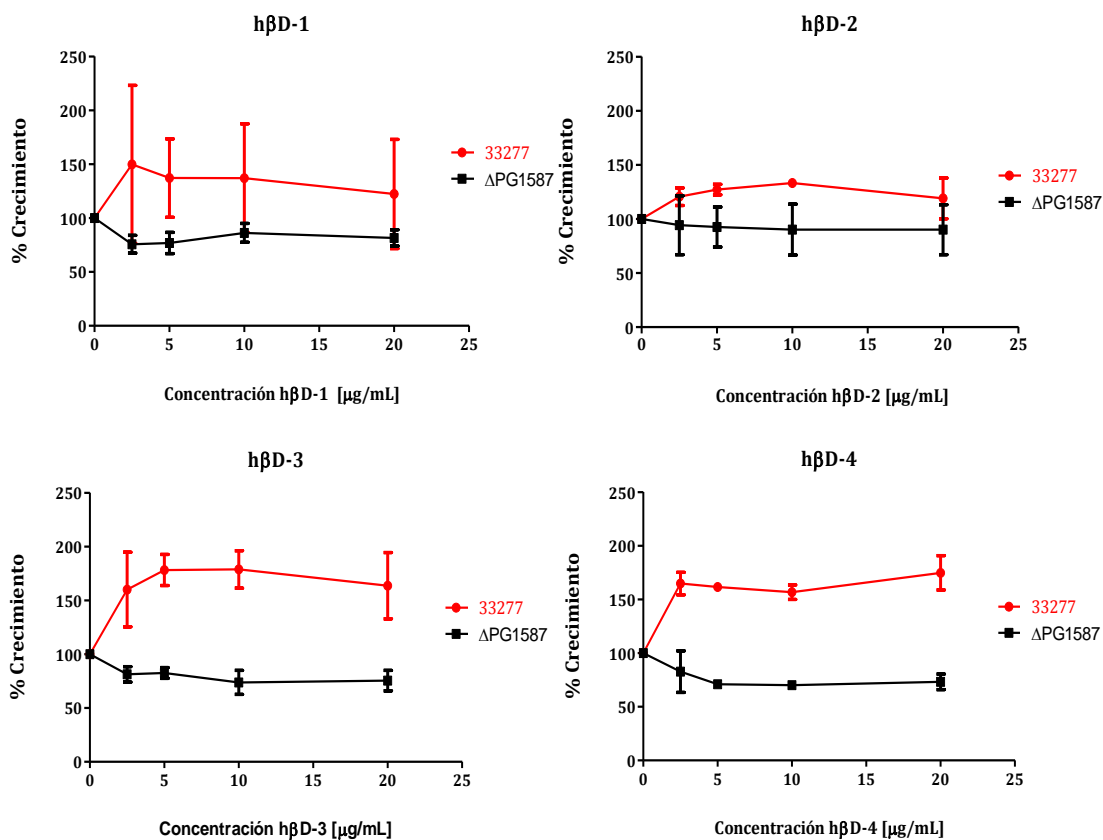 hβD-1
% Crecimiento
250
200
150
100
50
0
0 5 10 15 20 25
Concentración hβD-1 [μg/mL]
33277
ΔPG1587
hβD-2
% Crecimiento
250
200
150
100
50
0
0 5 10 15 20 25
Concentración hβD-2 [μg/mL]
33277
ΔPG1587
hβD-3
% Crecimiento
250
200
150
100
50
0
0 5 10 15 20 25
Concentración hβD-3 [μg/mL]
33277
ΔPG1587
hβD-4
% Crecimiento
250
200
150
100
50
0
0 5 10 15 20 25
Concentración hβD-4 [μg/mL]
33277
ΔPG1587